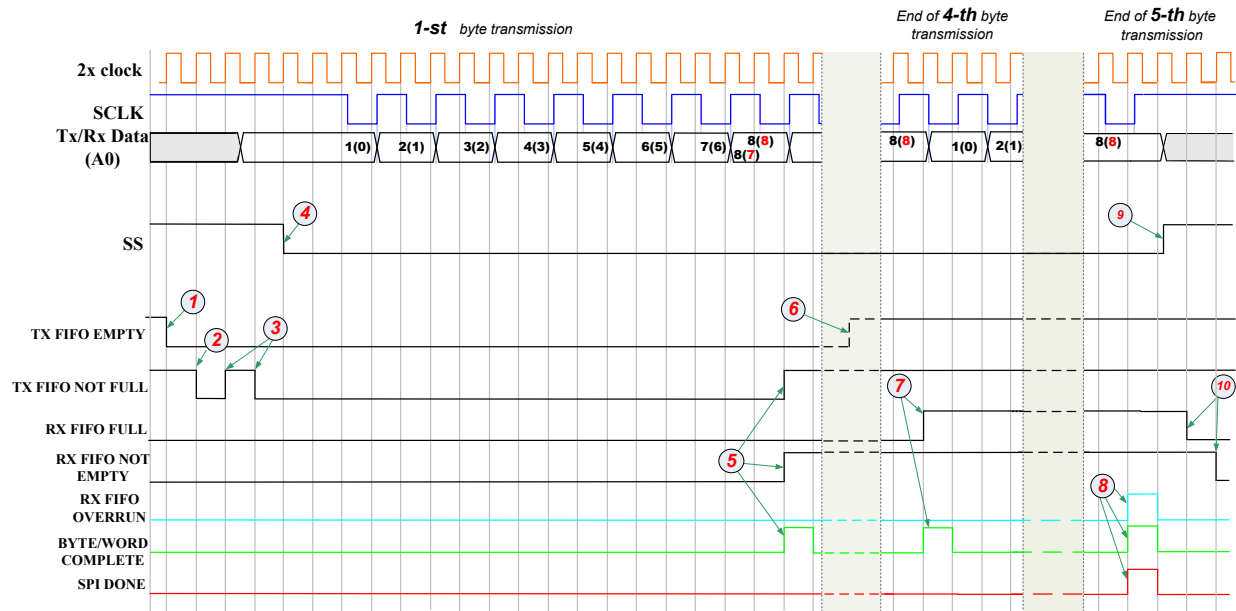 1-st byte transmission
End of 4-th byte
transmission
End of 5-th byte
transmission
2x clock
SCLK
Tx/Rx Data
(A0)
1(0) 2(1) 3(2) 4(3) 5(4) 6(5) 7(6) 8(8) 8(8) 1(0) 2(1) 8(8)
8(7)
4
9
SS
1
2
3
6
TX FIFO EMPTY
TX FIFO NOT FULL
7
10
RX FIFO FULL
5
RX FIFO NOT
EMPTY
8
RX FIFO
OVERRUN
BYTE/WORD
COMPLETE
SPI DONE